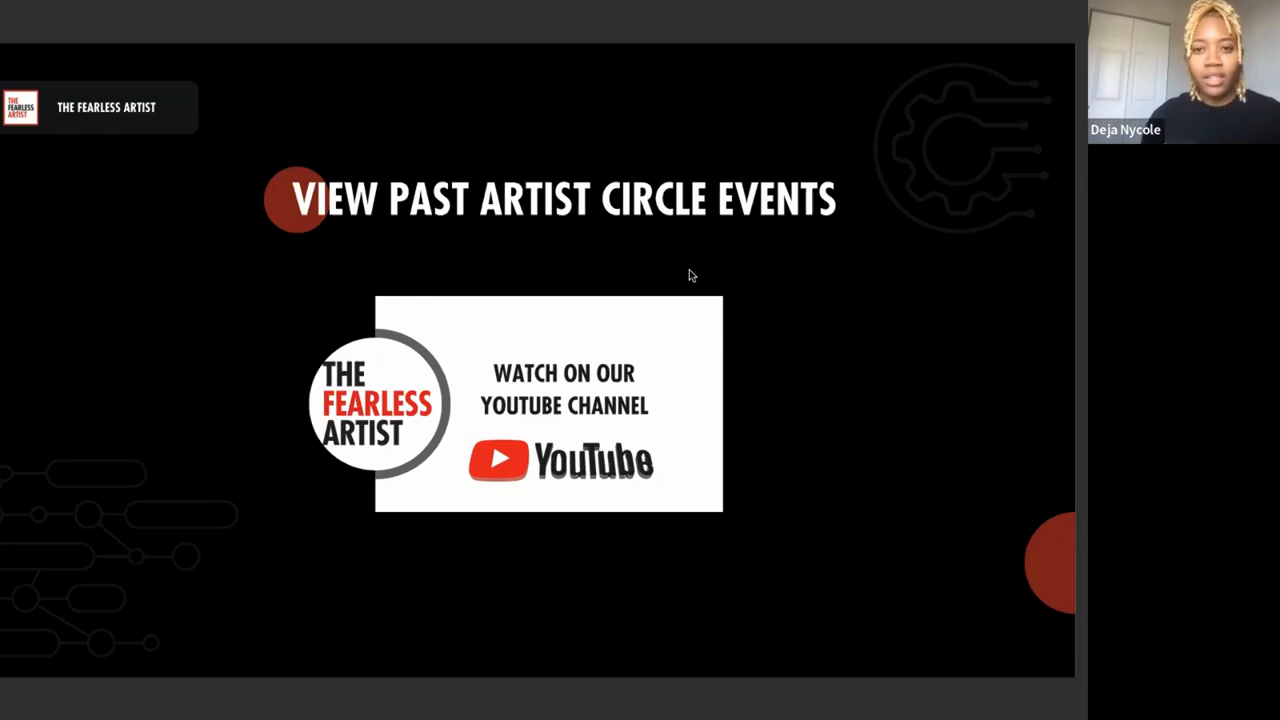 THE
FEARLESS
ARTIST
THE FEARLESS ARTIST
VIEW PAST ARTIST CIRCLE EVENTS
THE
FEARLESS
ARTIST
WATCH ON OUR
YOUTUBE CHANNEL
YouTube
Deja Nycole